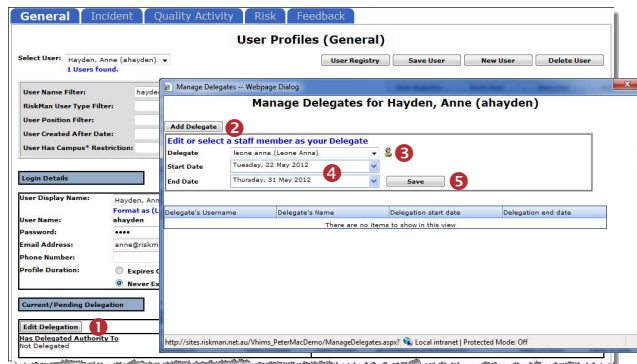 General Incident Quality Activity Risk Feedback
User Profiles (General)
Select User: Hayden, Anne (ahayden) User Registry Save User New User Delete User
1 Users found.
User Name Filter: hayde
RiskMan User Type Filter:
User Position Filter:
User Created After Date:
User Has Campus* Restriction:
Login Details
User Display Name: Hayden, Ann
Format as (L
User Name: ahayden
Password: ••••
Email Address: anne@riskm
Phone Number:
Profile Duration: Expires O
Never Ex
Current/Pending Delegation
Edit Delegation 1
Has Delegated Authority To
Not Delegated
Manage Delegates -- Webpage Dialog
Manage Delegates for Hayden, Anne (ahayden)
Add Delegate 2
Edit or select a staff member as your Delegate
Delegate leone anna (Leone Anna) 3
Start Date Tuesday, 22 May 2012 4
End Date Thursday, 31 May 2012 Save 5
Delegate's Username Delegate's Name Delegation start date Delegation end date
There are no items to show in this view
http://sites.riskman.net.au/Vhims_PeterMacDemo/ManageDelegates.aspx? Local intranet | Protected Mode: Off